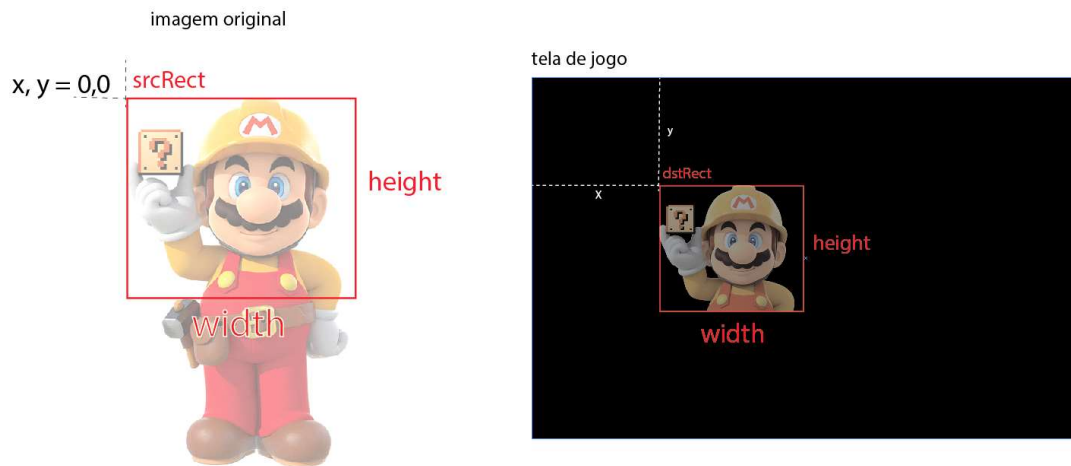 imagem original
x, y = 0,0
srcRect
M
?
height
width
tela de jogo
y
x
dstRect
M
?
height
width